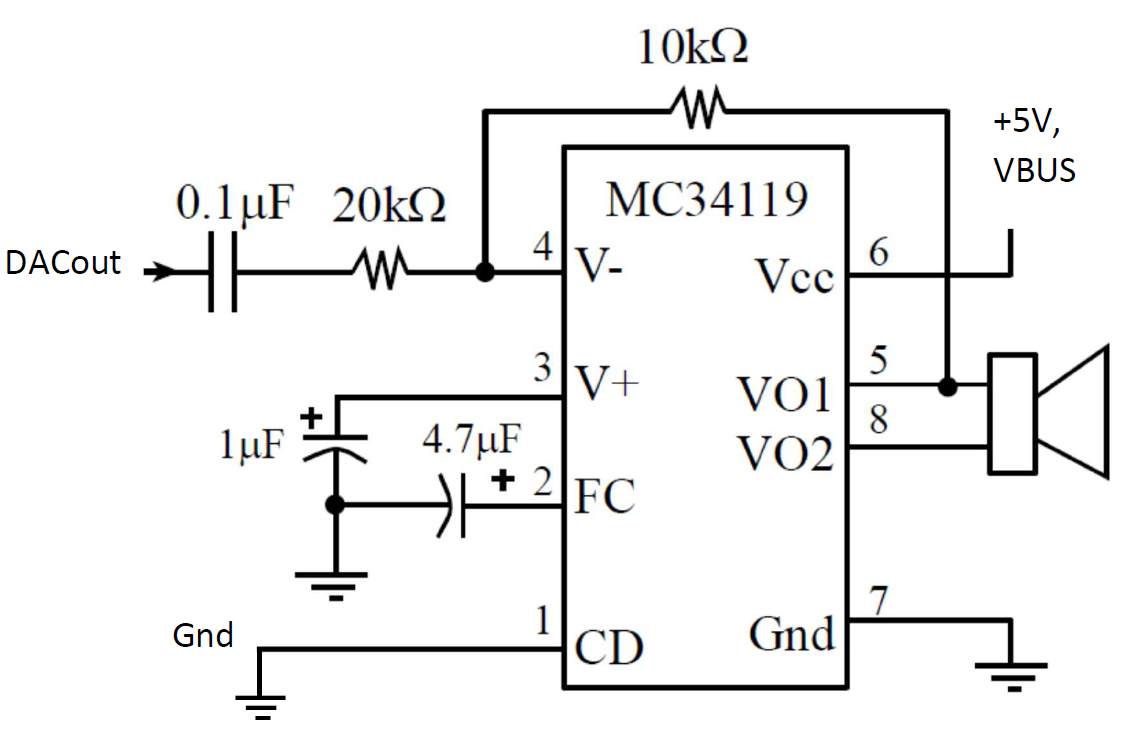 10kΩ
+5V,
VBUS
MC34119
0.1µF
20kΩ
DACout
4
V-
Vcc
6
3
V+
VO1
5
+
1µF
4.7µF
+
2
FC
VO2
8
Gnd
1
CD
Gnd
7